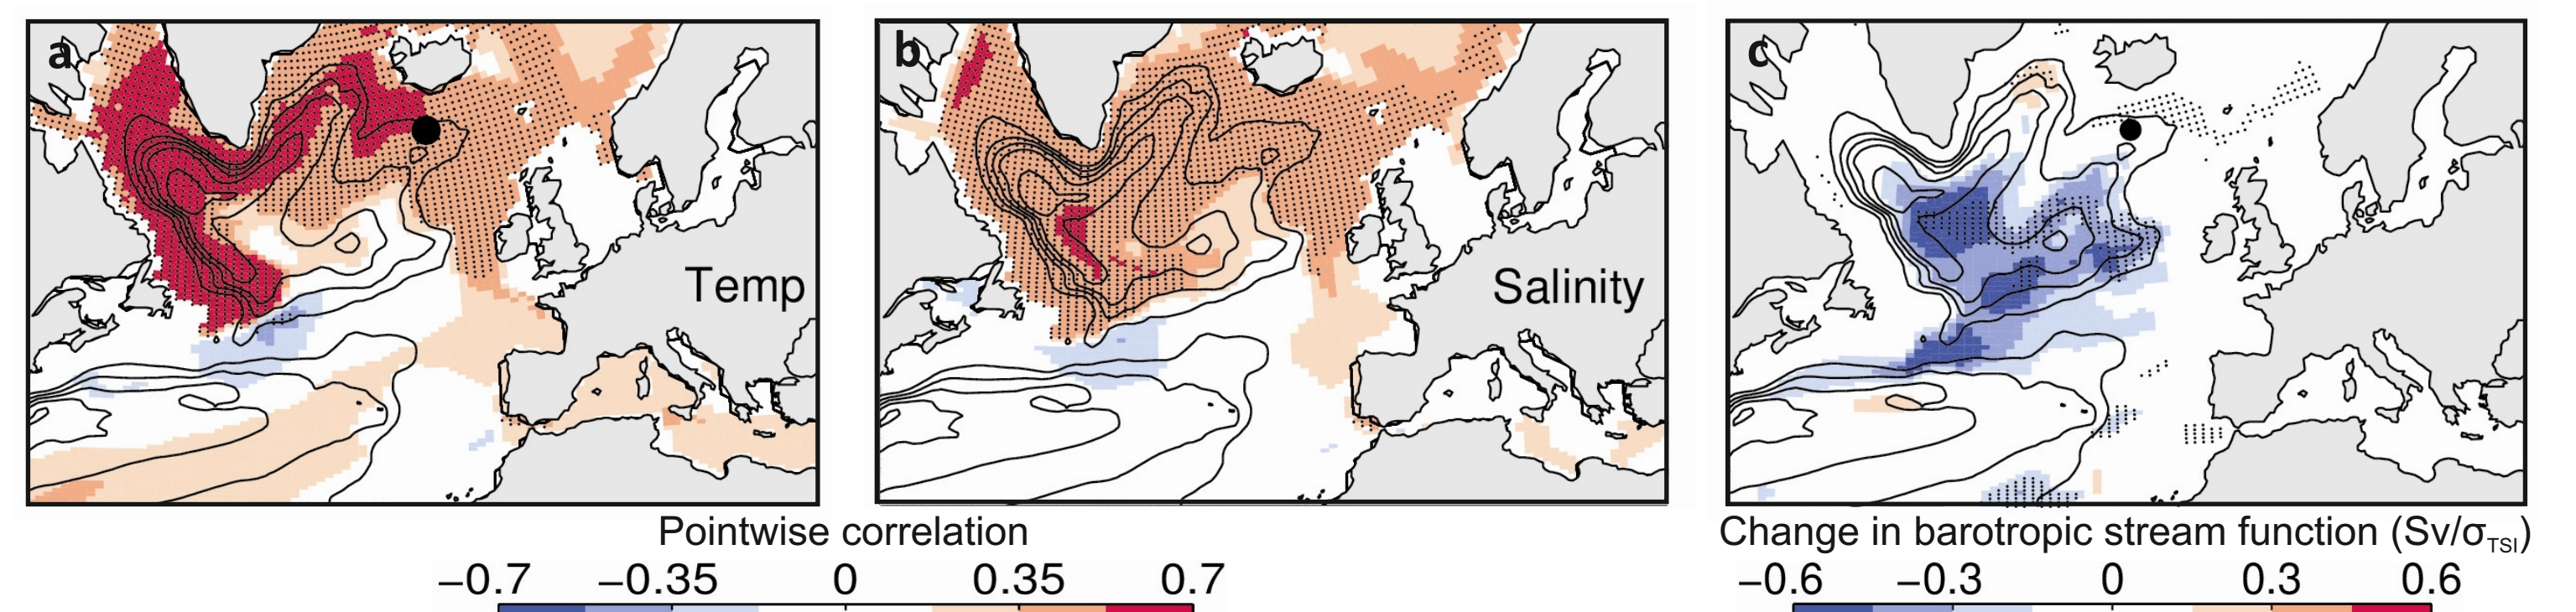 a
b
c
Temp
Salinity
Pointwise correlation
−0.7 −0.35 0 0.35 0.7
Change in barotropic stream function (Sv/σTSI)
−0.6 −0.3 0 0.3 0.6